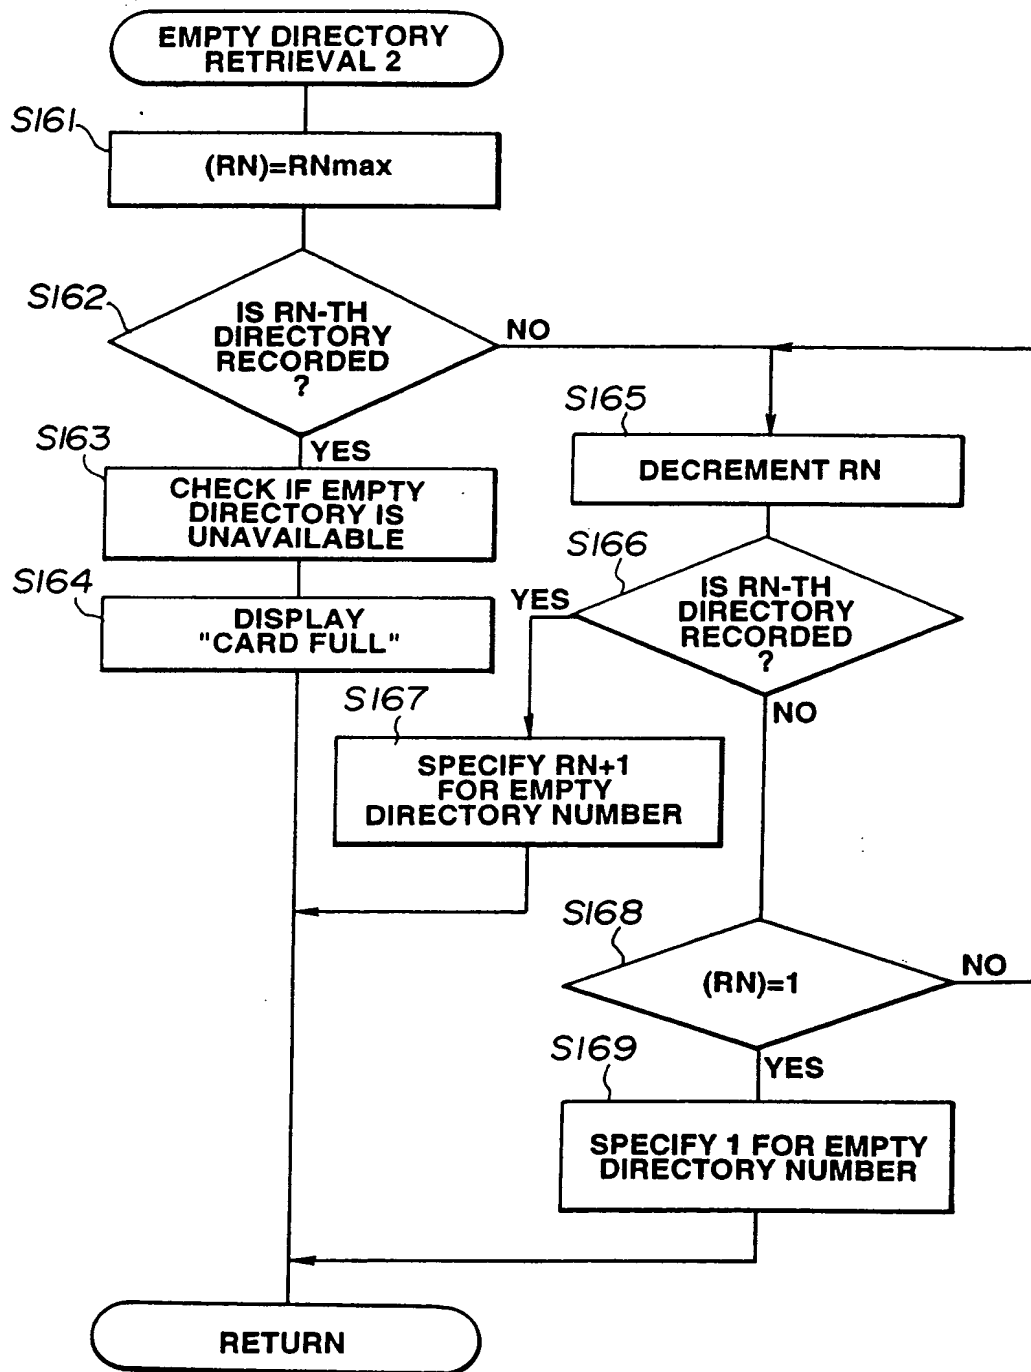 EMPTY DIRECTORY
RETRIEVAL 2
S161
(RN)=RNmax
S162
IS RN-TH
DIRECTORY
RECORDED
?
NO
YES
S163
CHECK IF EMPTY
DIRECTORY IS
UNAVAILABLE
S164
DISPLAY
"CARD FULL"
S165
DECREMENT RN
S166
IS RN-TH
DIRECTORY
RECORDED
?
YES
NO
S167
SPECIFY RN+1
FOR EMPTY
DIRECTORY NUMBER
S168
(RN)=1
NO
YES
S169
SPECIFY 1 FOR EMPTY
DIRECTORY NUMBER
RETURN